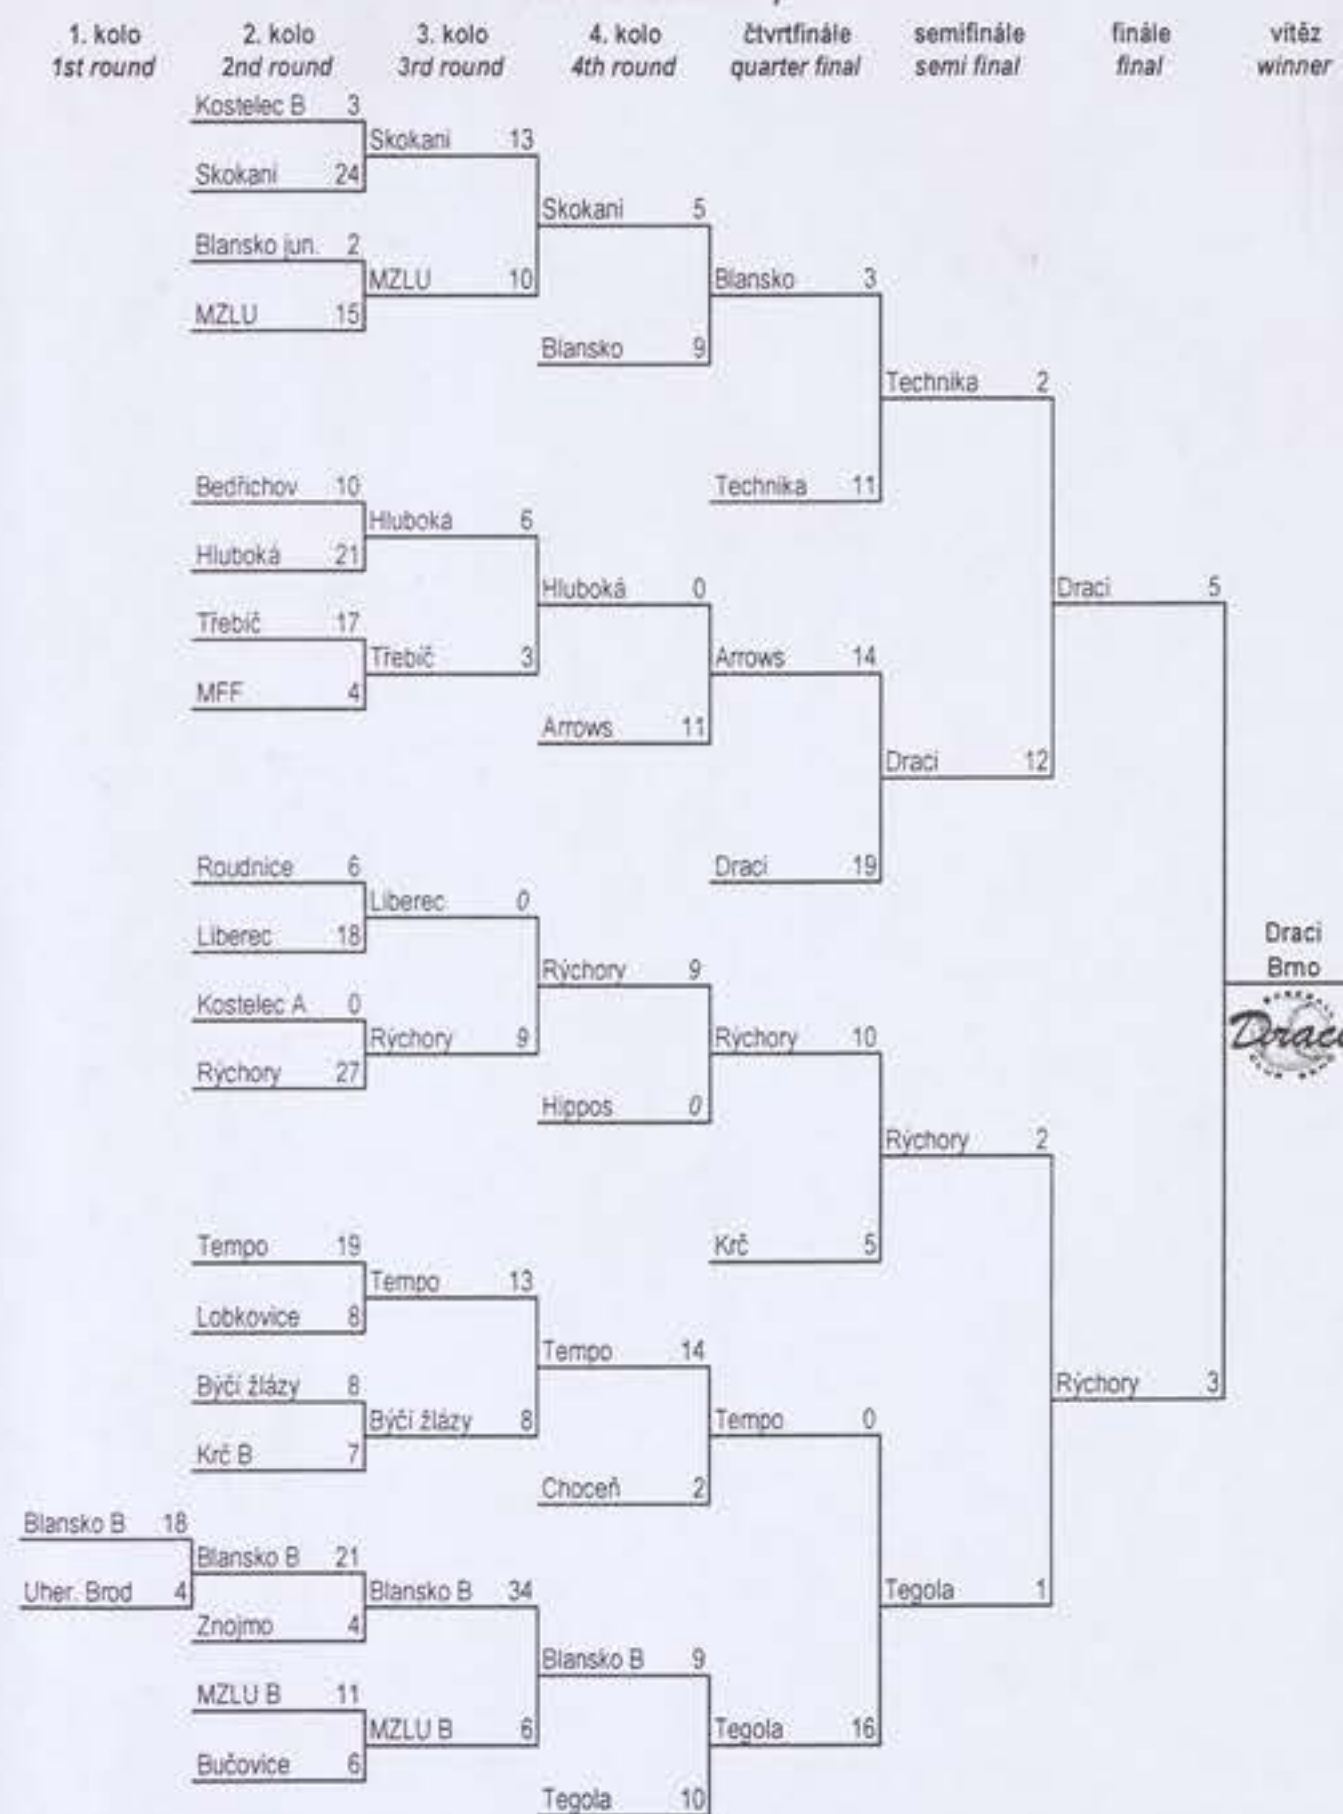 1. kolo 2. kolo 3. kolo 4. kolo čtvrtfinále semifinále finále vítěz
1st round 2nd round 3rd round 4th round quarter final semi final final winner
Kostelec B 3
Skokani 13
Skokani 24
Skokani 5
Blansko jun. 2
MZLU 10
Blansko 3
MZLU 15
Blansko 9
Technika 2
Bedřichov 10
Technika 11
Hluboká 6
Hluboká 21
Hluboká 0
Draci 5
Třebíč 17
Třebíč 3
Arrows 14
MFF 4
Arrows 11
Draci 12
Roudnice 6
Draci 19
Liberec 0
Liberec 18
Draci
Brno
Rýchory 9
Kostelec A 0
BASEBALL
Draci
CLUB BRNO
Rýchory 9
Rýchory 10
Rýchory 27
Hippos 0
Rýchory 2
Tempo 19
Krč 5
Tempo 13
Lobkovice 8
Tempo 14
Býčí žlázy 8
Rýchory 3
Býčí žlázy 8
Tempo 0
Krč B 7
Choceň 2
Blansko B 18
Blansko B 21
Uher. Brod 4
Blansko B 34
Tegola 1
Znojmo 4
Blansko B 9
MZLU B 11
MZLU B 6
Tegola 16
Bučovice 6
Tegola 10